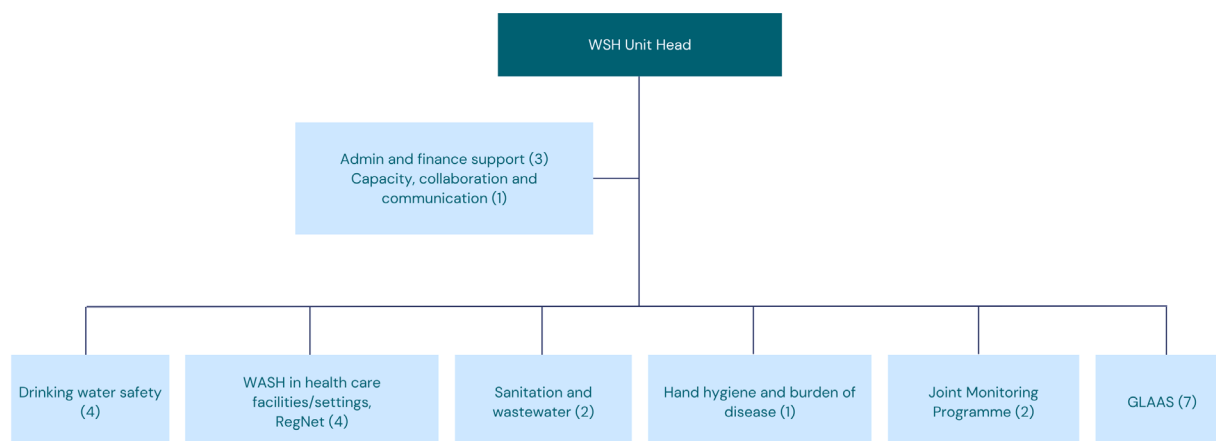 WSH Unit Head
Admin and finance support (3)
Capacity, collaboration and
communication (1)
Drinking water safety
(4)
WASH in health care
facilities/settings,
RegNet (4)
Sanitation and
wastewater (2)
Hand hygiene and burden of
disease (1)
Joint Monitoring
Programme (2)
GLAAS (7)